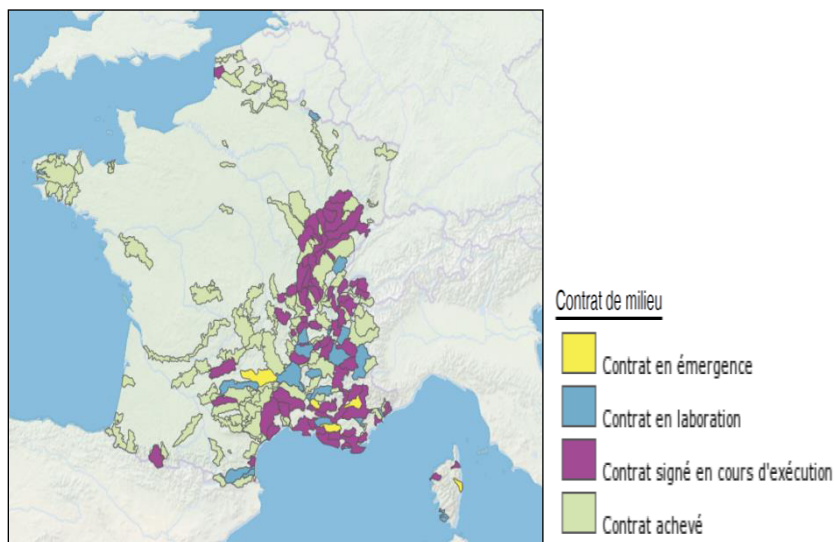 Contrat de milieu
Contrat en émergence
Contrat en laboration
Contrat signé en cours d'exécution
Contrat achevé